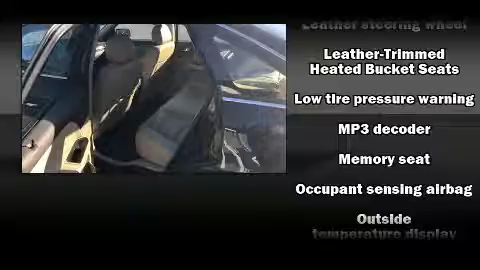 Leather steering wheel
Leather-Trimmed
Heated Bucket Seats
Low tire pressure warning
MP3 decoder
Memory seat
Occupant sensing airbag
Outside
temperature display